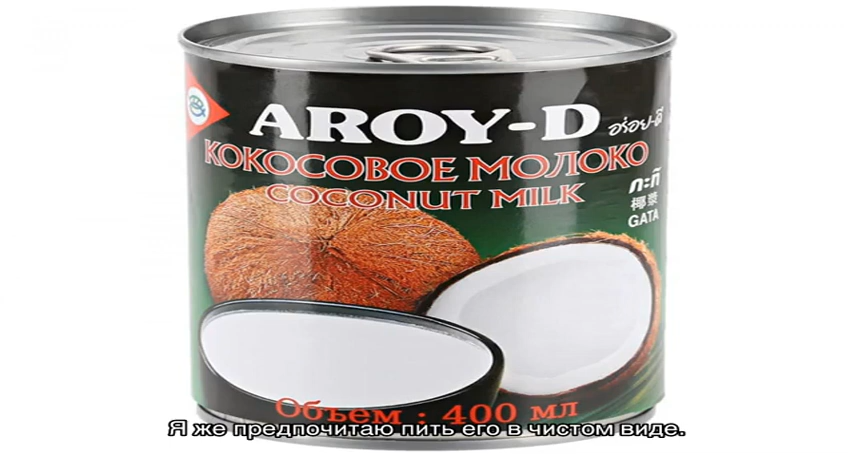 AROY-D อร่อย-ดี
КОКОСОВОЕ МОЛОКО
COCONUT MILK
กะทิ
椰漿
GATA
Объем : 400 мл
Я же предпочитаю пить его в чистом виде.